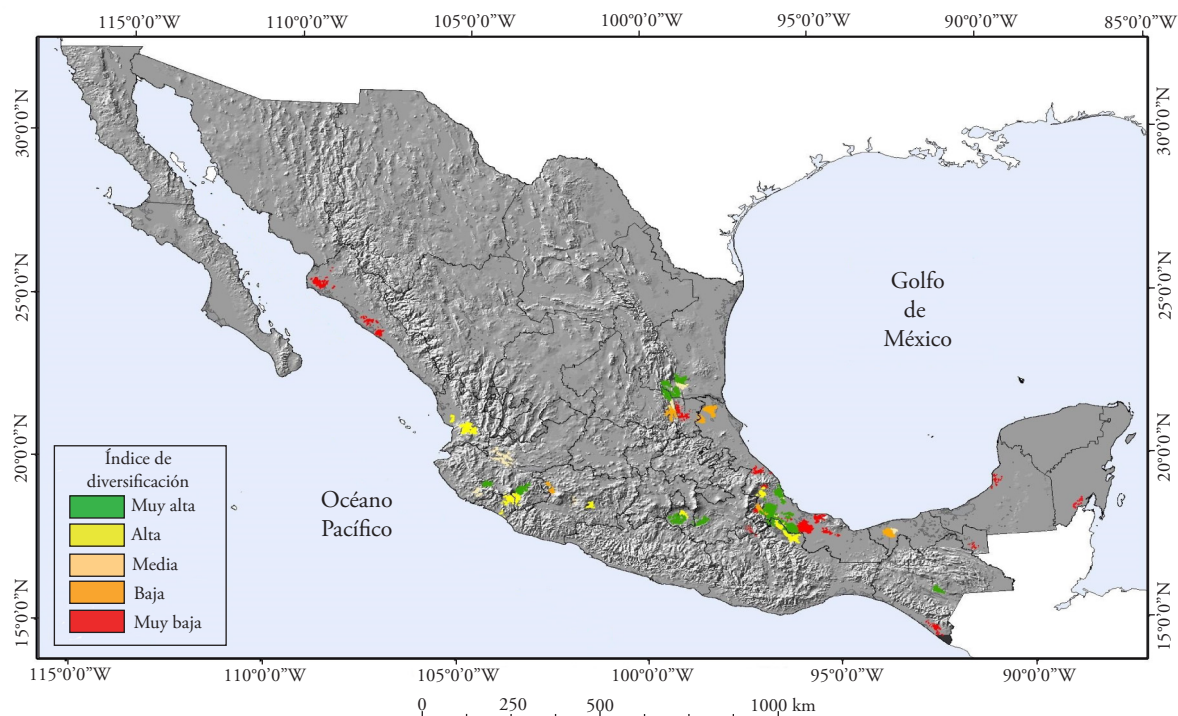 115°0'0"W 110°0'0"W 105°0'0"W 100°0'0"W 95°0'0"W 90°0'0"W 85°0'0"W
30°0'0"N
25°0'0"N
20°0'0"N
15°0'0"N
30°0'0"N
25°0'0"N
20°0'0"N
15°0'0"N
Golfo
de
México
Océano
Pacífico
Índice de
diversificación
Muy alta
Alta
Media
Baja
Muy baja
115°0'0"W 110°0'0"W 105°0'0"W 100°0'0"W 95°0'0"W 90°0'0"W
0 250 500 1000 km